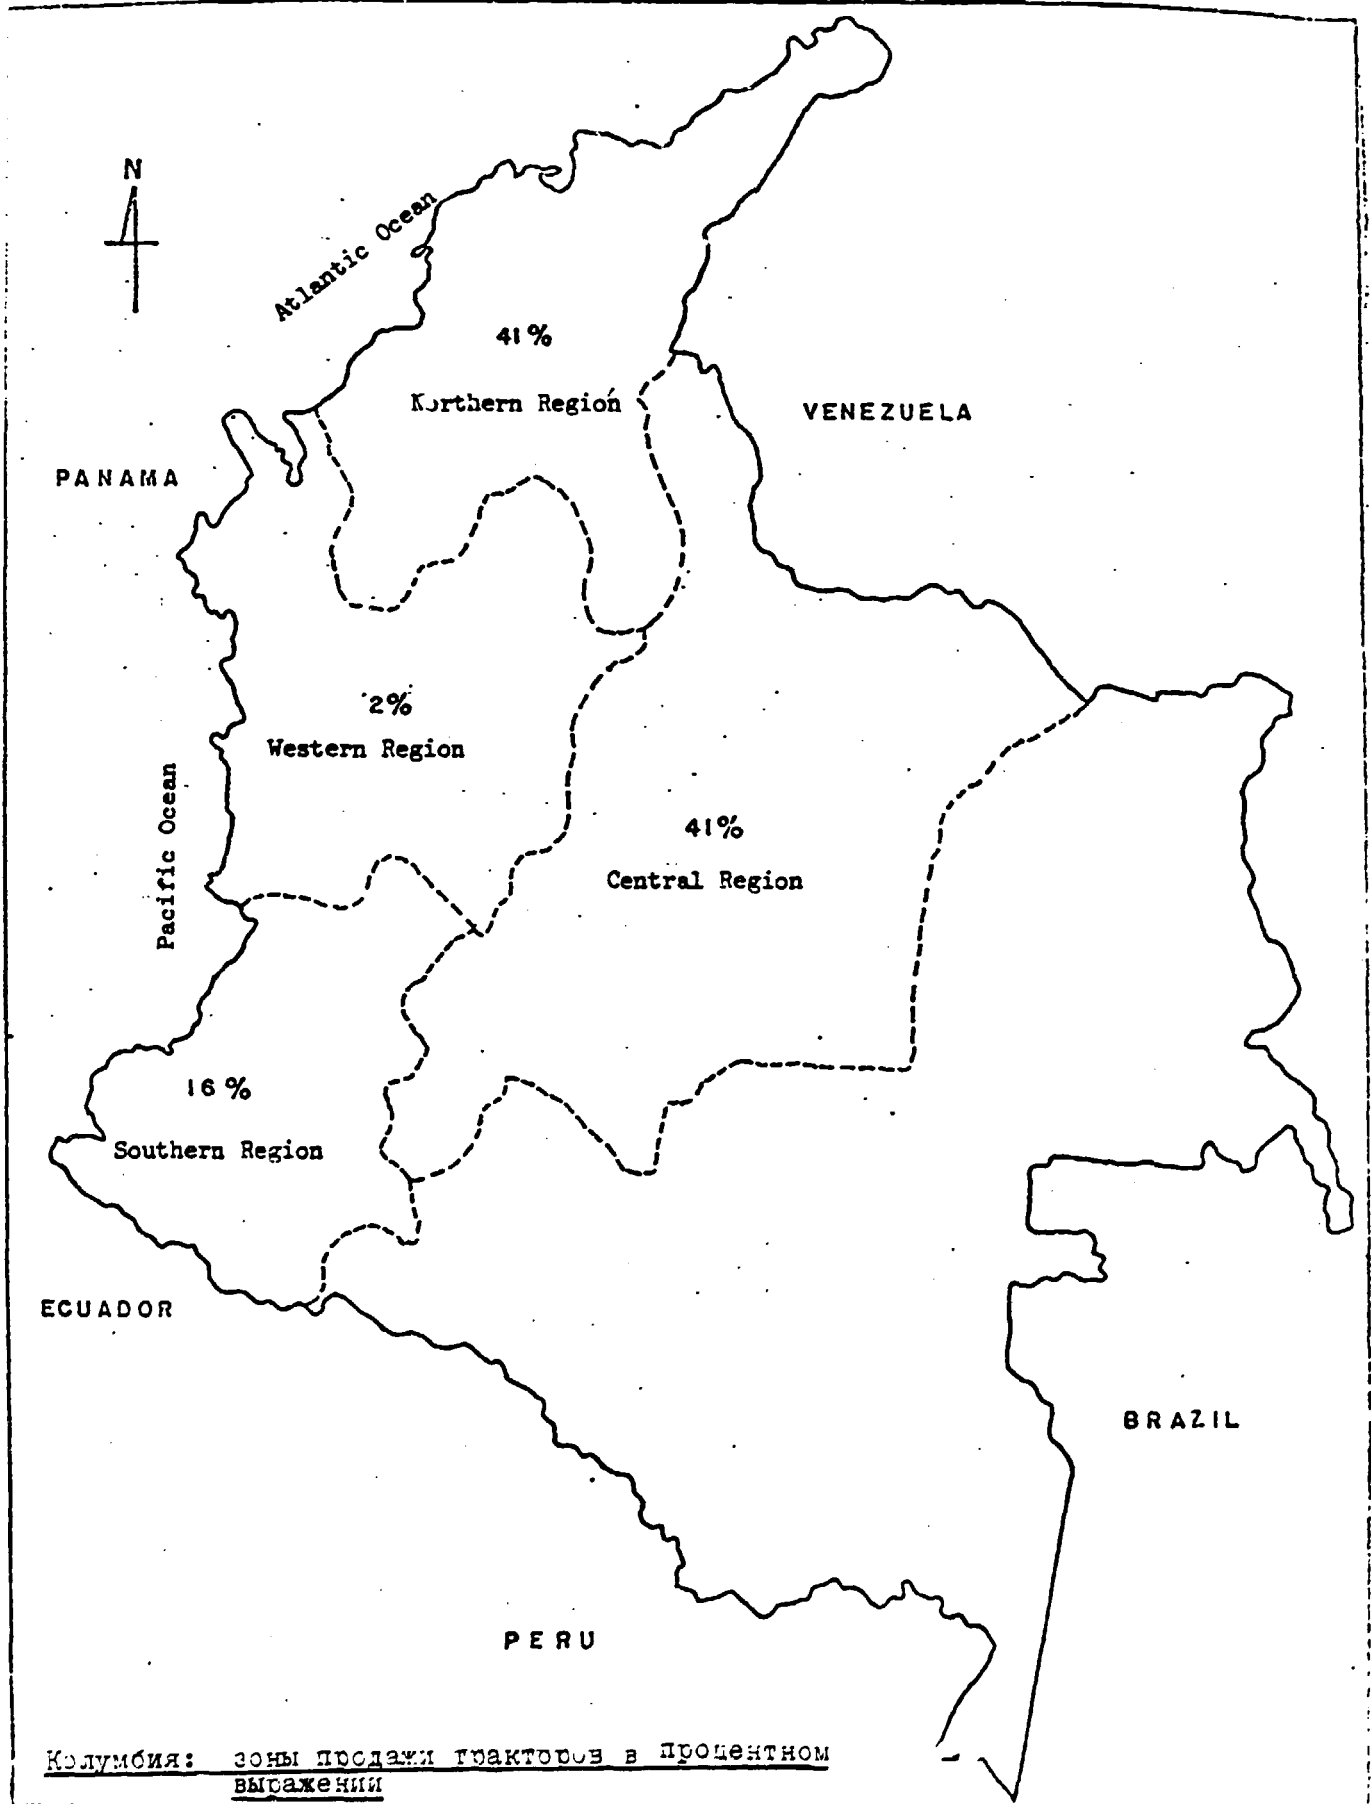 N
Atlantic Ocean
41%
Northern Region
VENEZUELA
PANAMA
2%
Western Region
Pacific Ocean
41%
Central Region
16%
Southern Region
ECUADOR
BRAZIL
PERU
Колумбия: зоны продажи тракторов в процентном
выражении